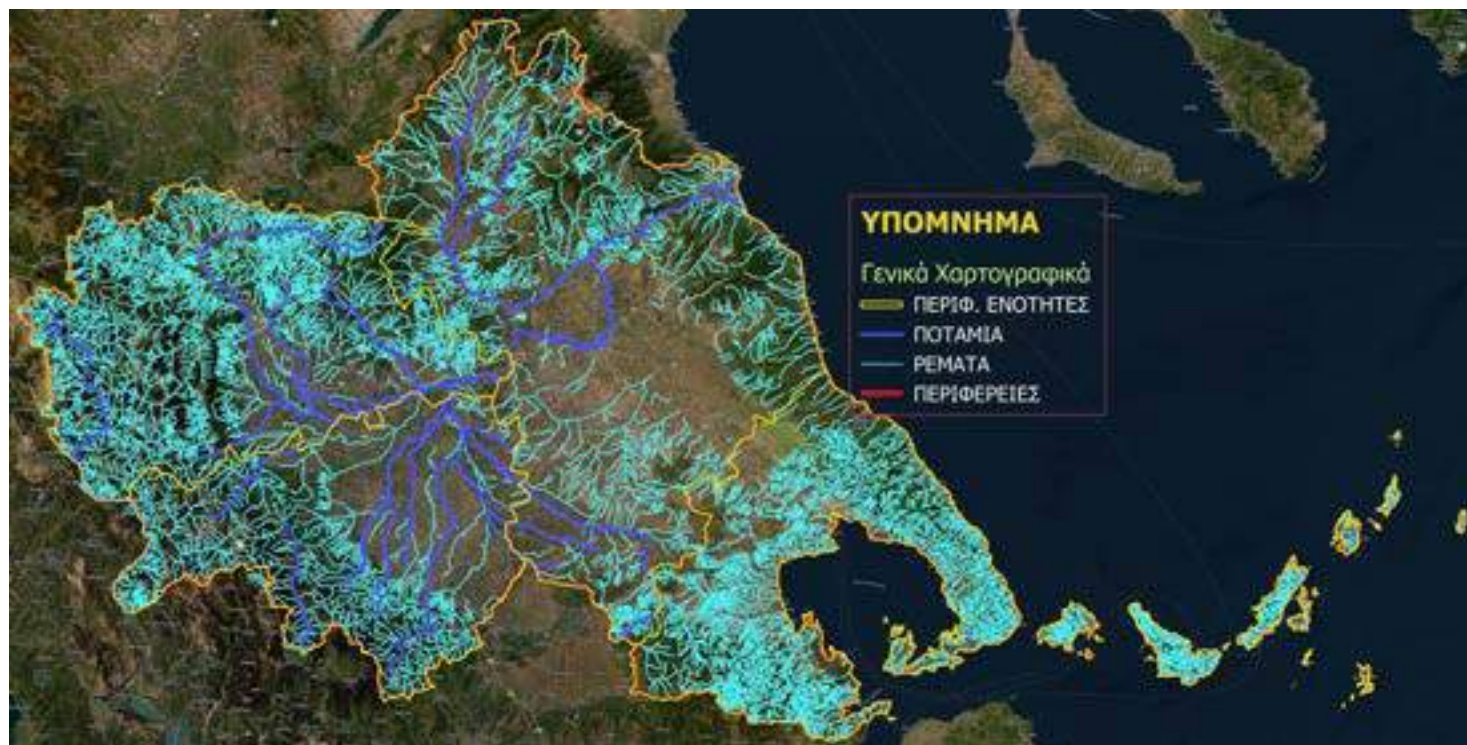 ΥΠΟΜΝΗΜΑ
Γενικά Χαρτογραφικά
ΠΕΡΙΦ. ΕΝΟΤΗΤΕΣ
ΠΟΤΑΜΙΑ
ΡΕΜΑΤΑ
ΠΕΡΙΦΕΡΕΙΕΣ